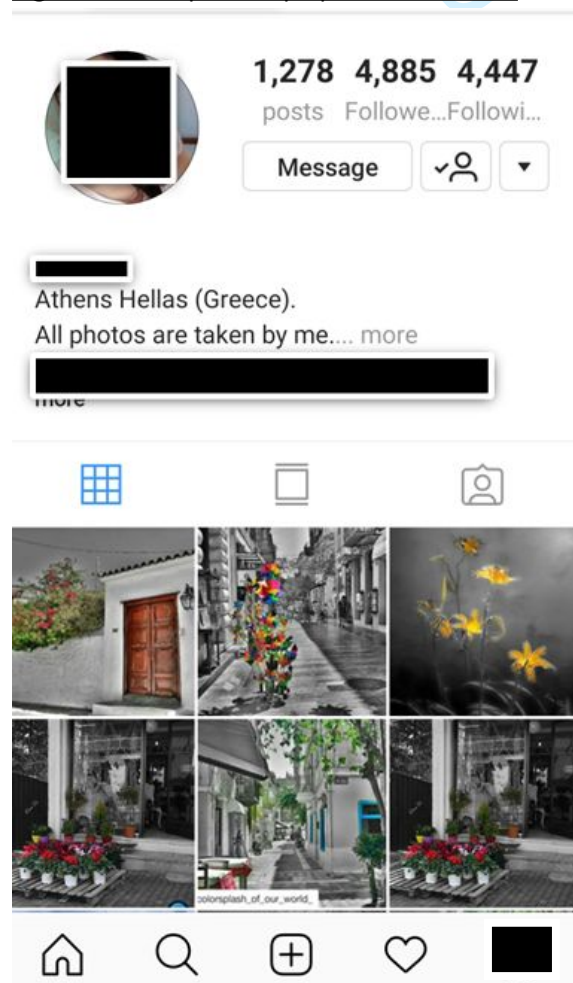 1,278 4,885 4,447
posts Followe... Followi...
Message
Athens Hellas (Greece).
All photos are taken by me.... more
more
colorsplash_of_our_world_